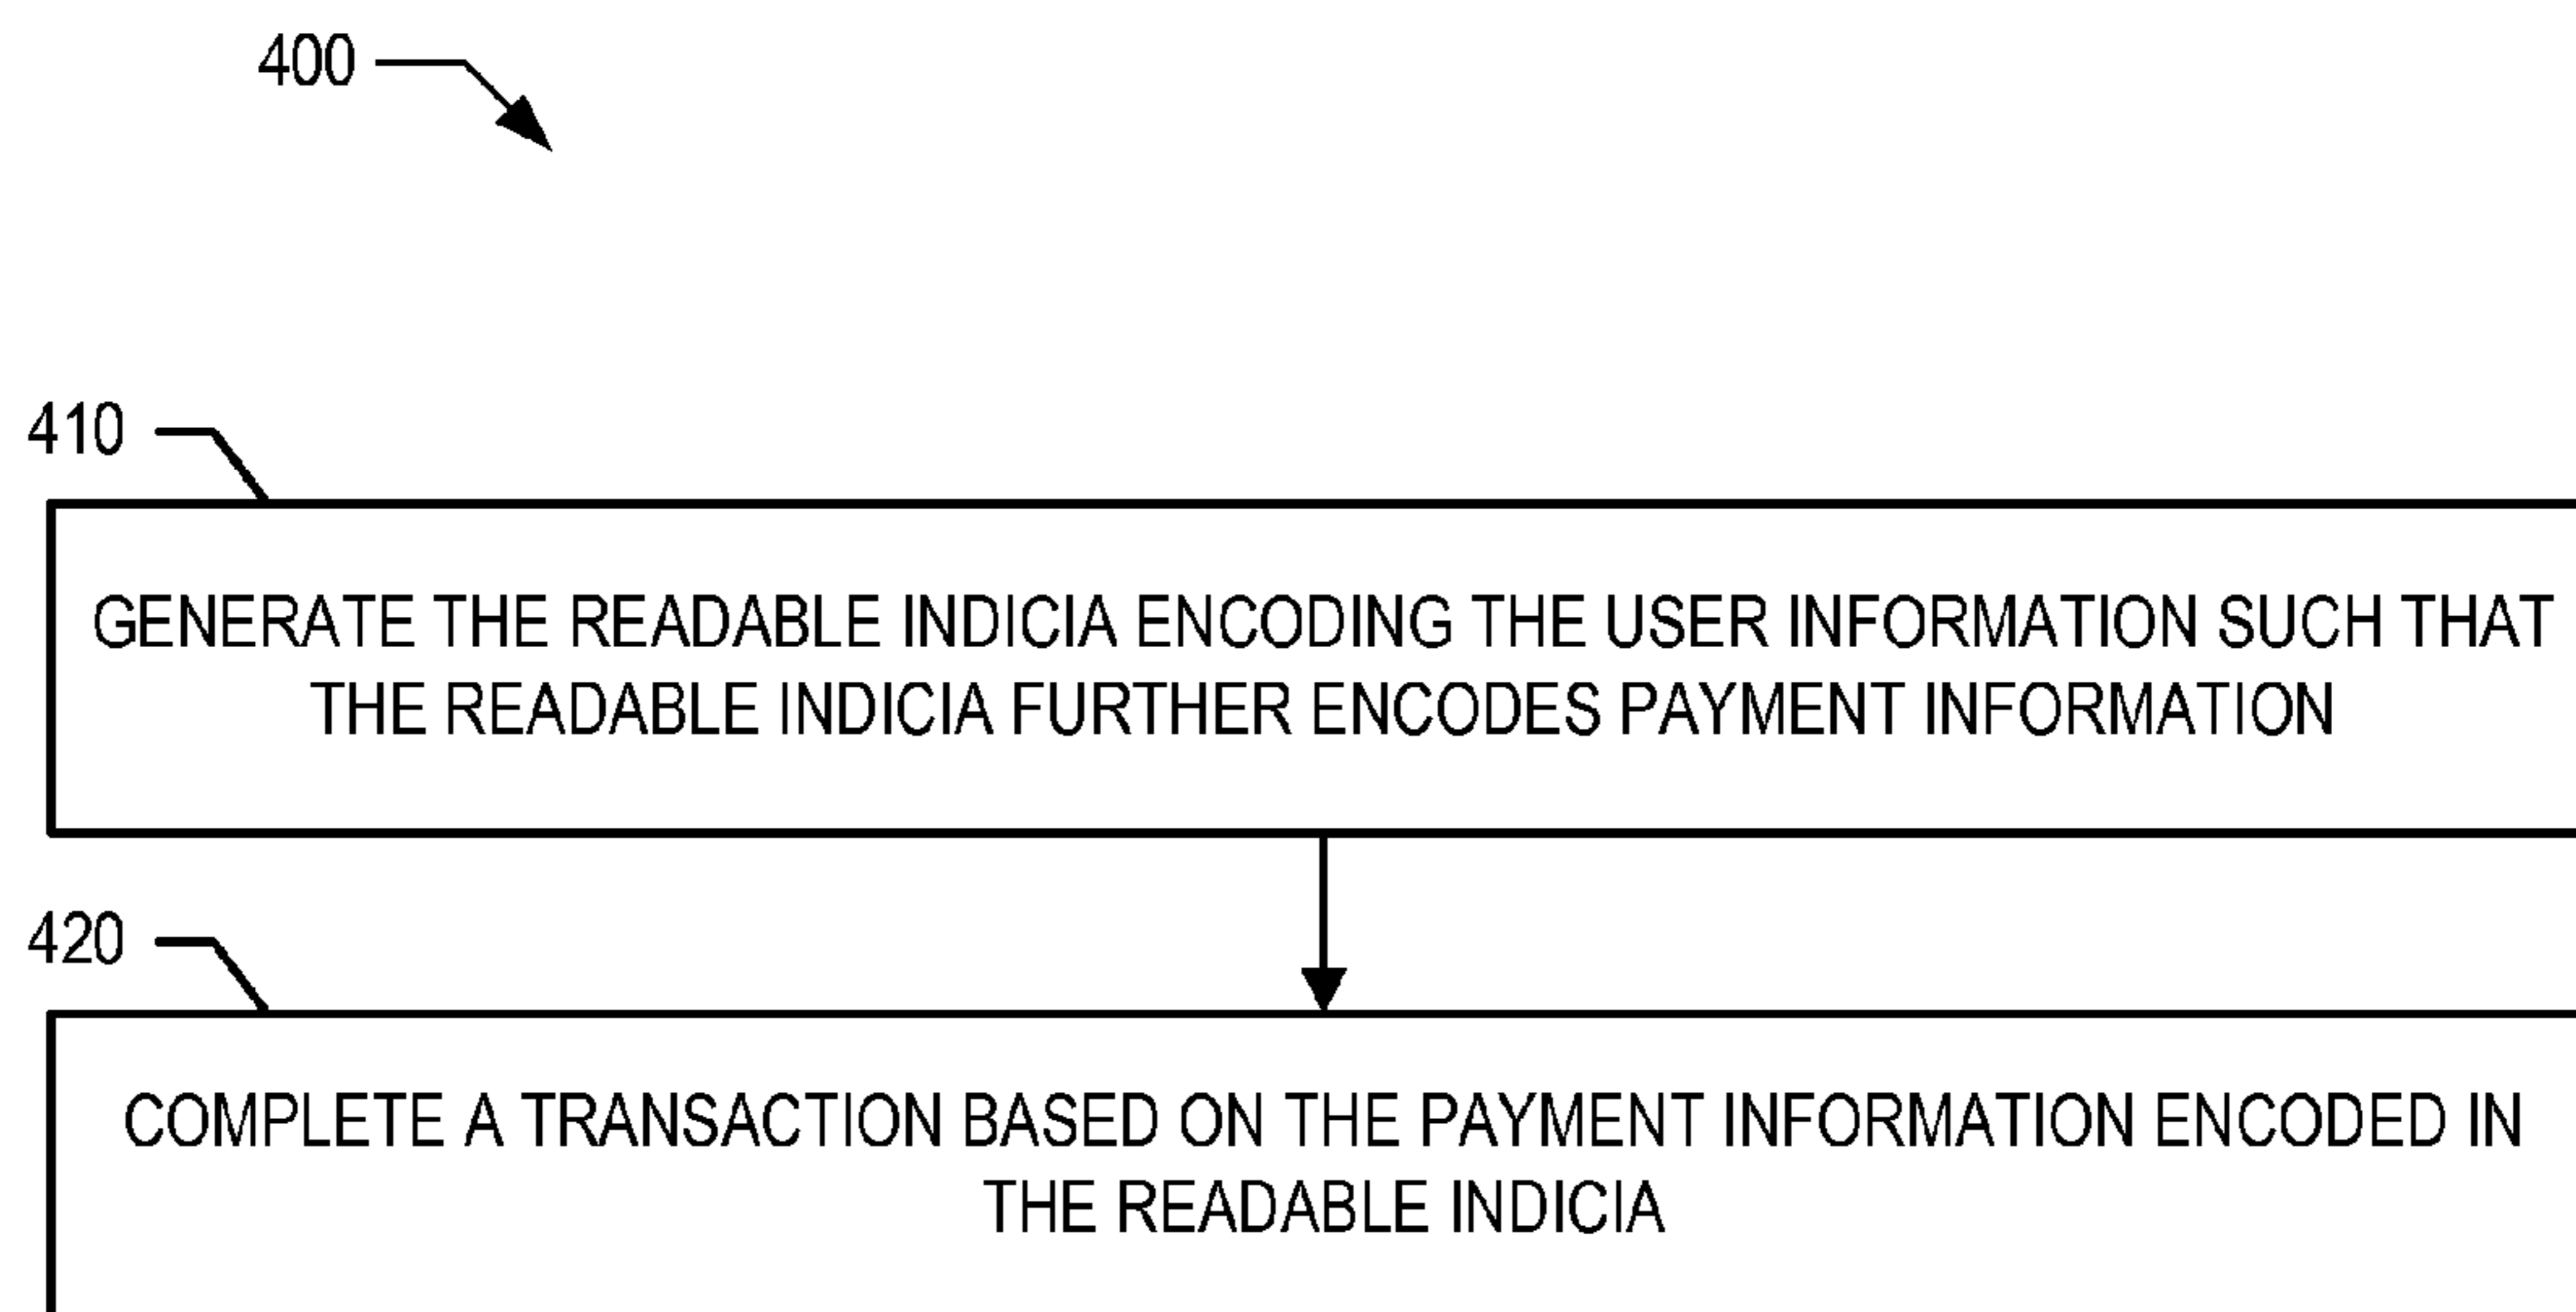 400
410
GENERATE THE READABLE INDICIA ENCODING THE USER INFORMATION SUCH THAT
THE READABLE INDICIA FURTHER ENCODES PAYMENT INFORMATION
420
COMPLETE A TRANSACTION BASED ON THE PAYMENT INFORMATION ENCODED IN
THE READABLE INDICIA